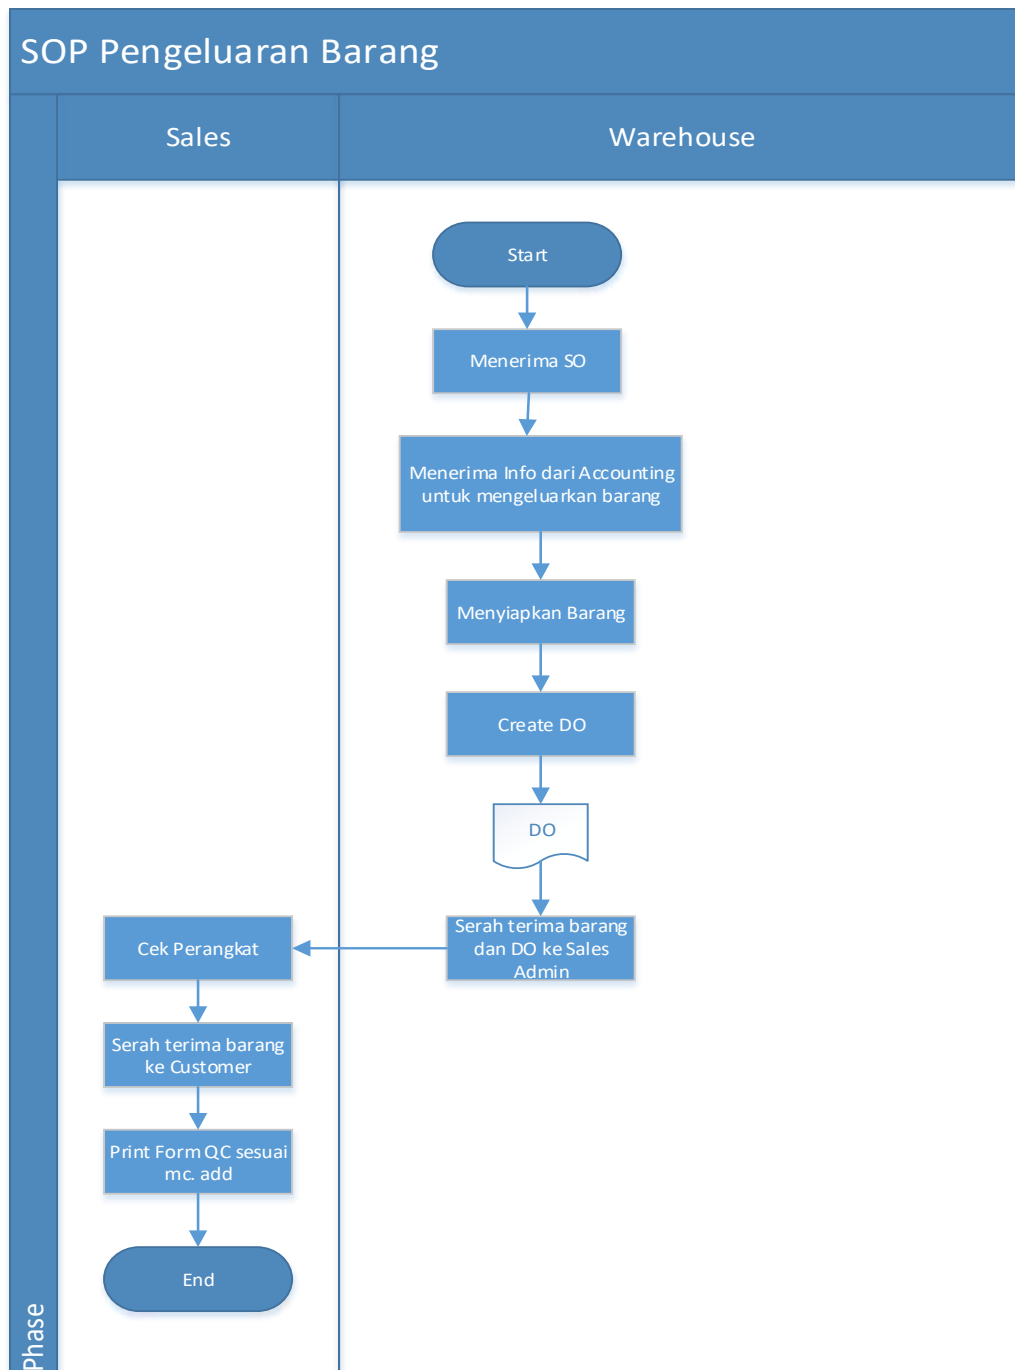 SOP Pengeluaran Barang
Sales
Warehouse
Start
Menerima SO
Menerima Info dari Accounting
untuk mengeluarkan barang
Menyiapkan Barang
Create DO
DO
Serah terima barang
dan DO ke Sales
Admin
Cek Perangkat
Serah terima barang
ke Customer
Print Form QC sesuai
mc. add
End
Phase